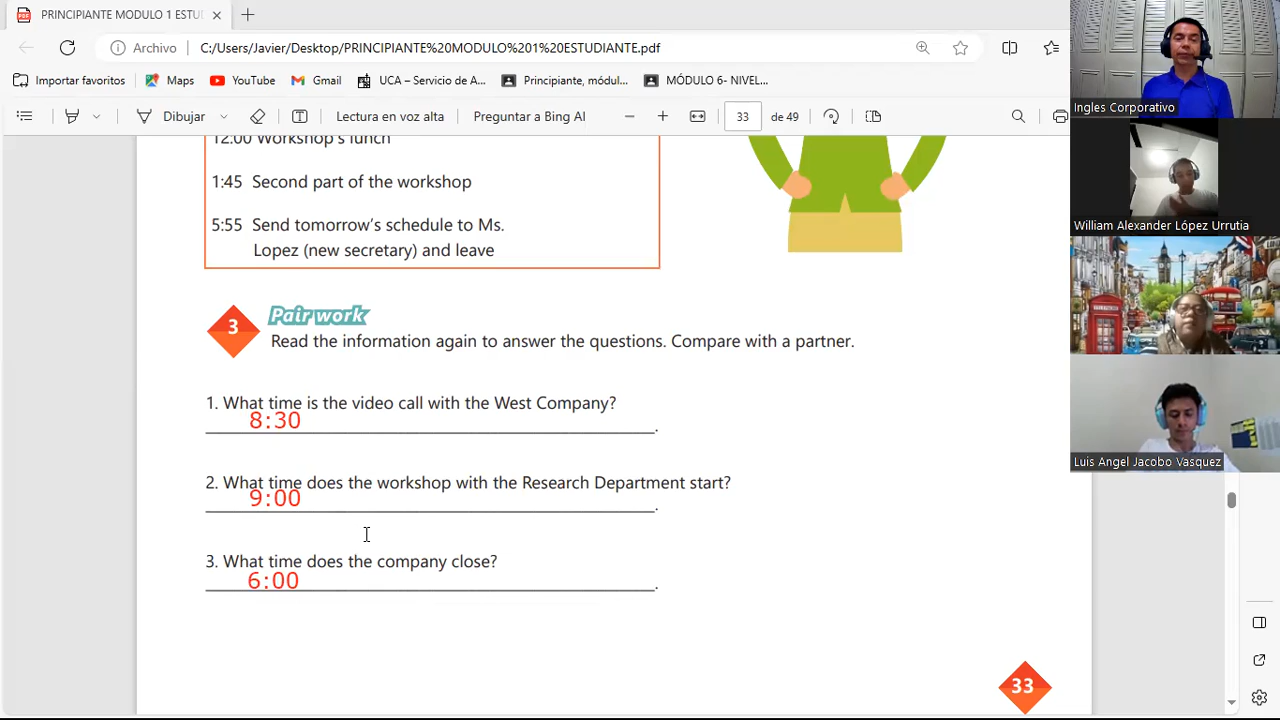 PRINCIPIANTE MODULO 1 ESTU
Archivo
C:/Users/Javier/Desktop/PRINCIPIANTE%20MODULO%201%20ESTUDIANTE.pdf
Importar favoritos
Maps
YouTube
Gmail
UCA – Servicio de A...
Principiante, módul...
MÓDULO 6- NIVEL...
Dibujar
Lectura en voz alta
Preguntar a Bing AI
33
de 49
12:00 Workshop's lunch
1:45 Second part of the workshop
5:55 Send tomorrow's schedule to Ms.
Lopez (new secretary) and leave
3
Pair work
Read the information again to answer the questions. Compare with a partner.
1. What time is the video call with the West Company?
8:30
2. What time does the workshop with the Research Department start?
9:00
3. What time does the company close?
6:00
33
Ingles Corporativo
William Alexander López Urrutia
Luis Angel Jacobo Vasquez